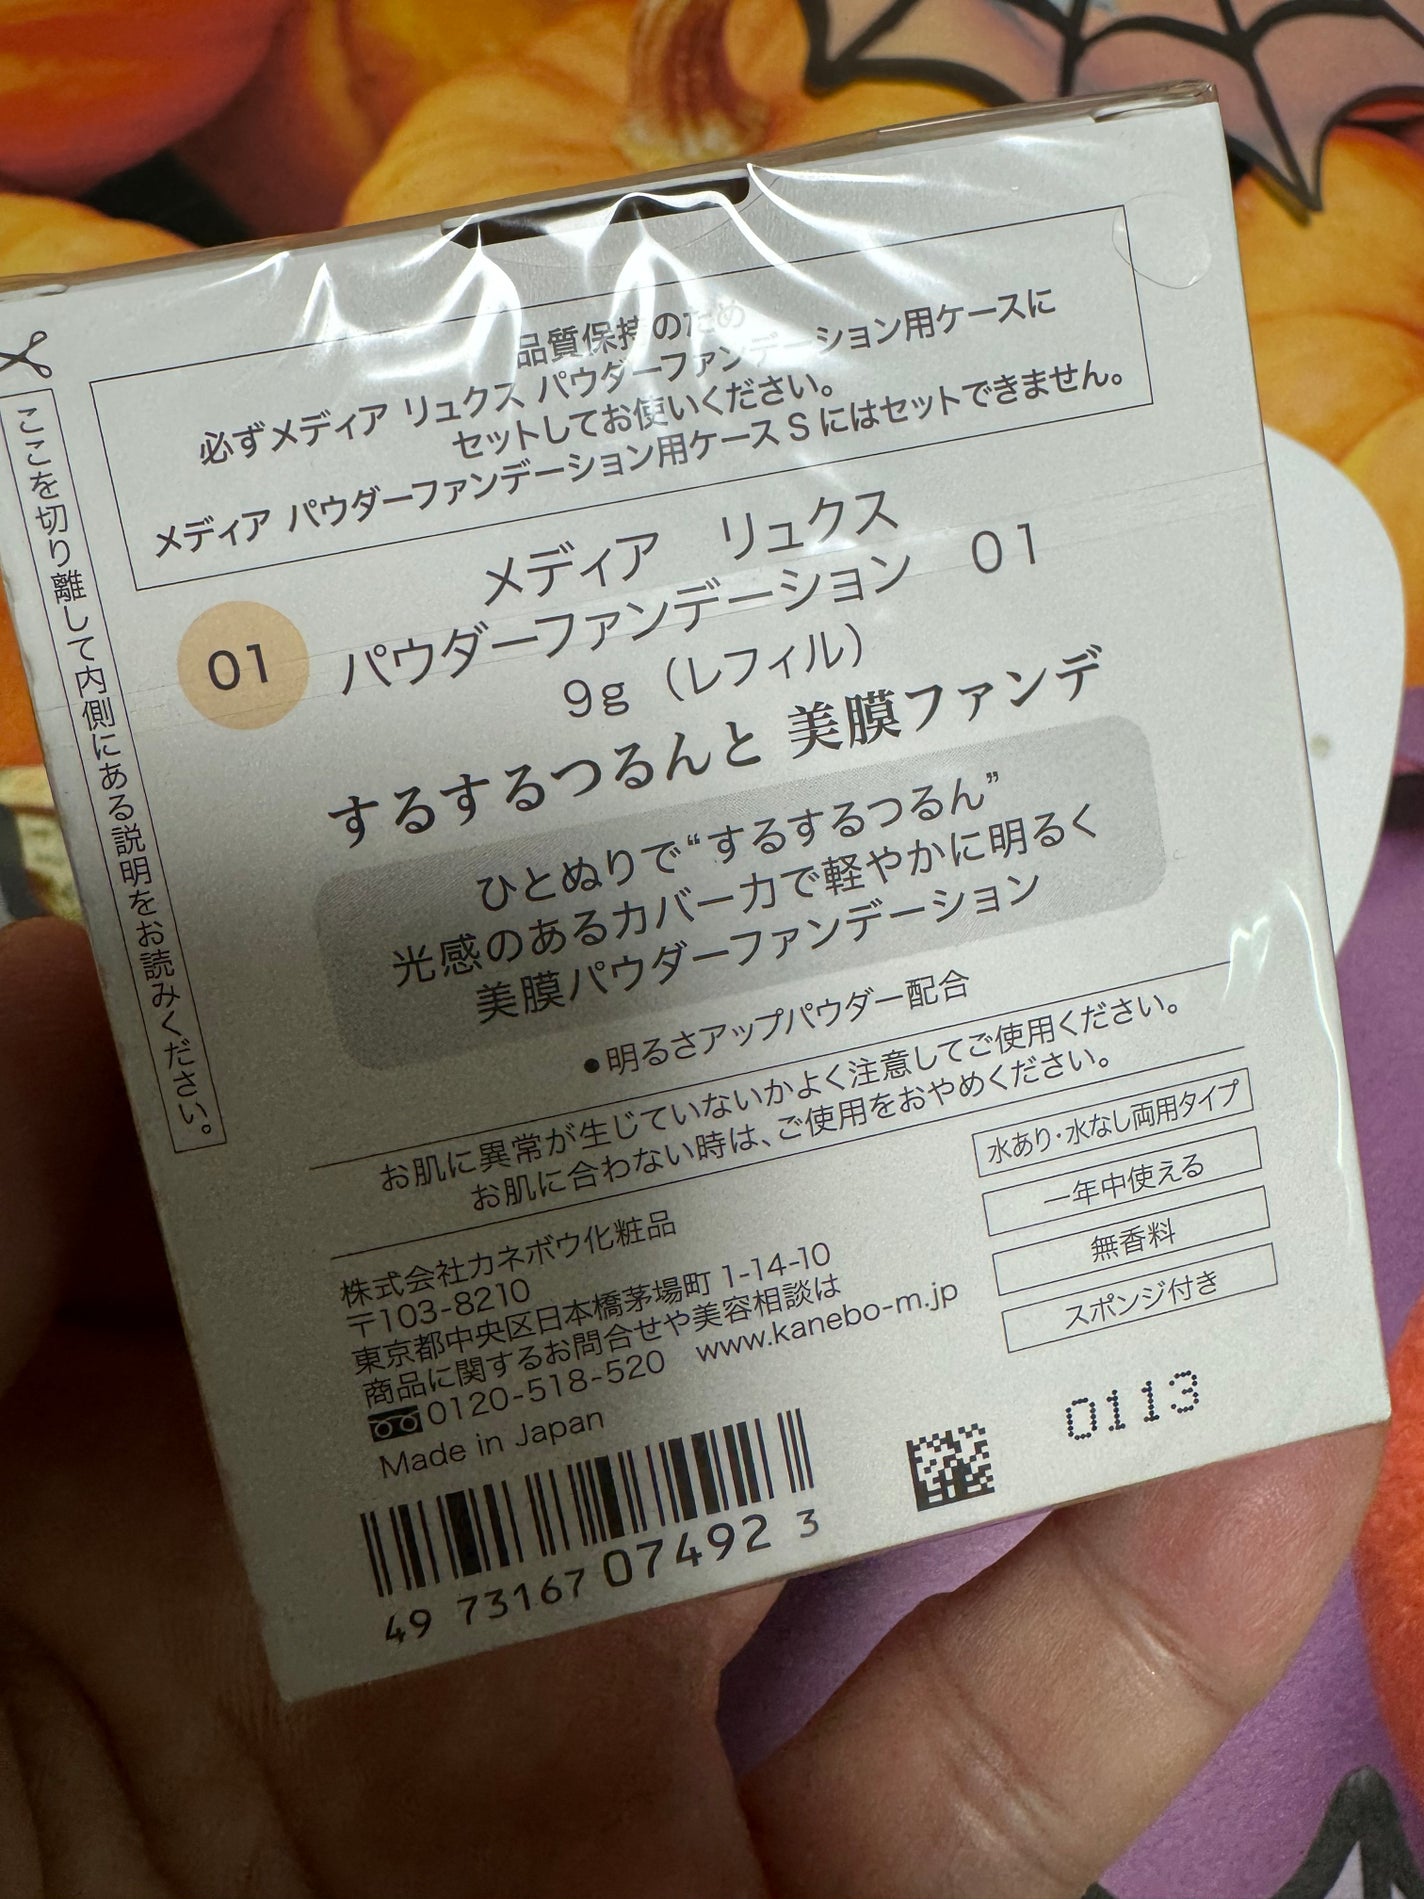 品質保持のため
必ずメディア リュクス パウダーファンデーション用ケースに
セットしてお使いください。
メディア パウダーファンデーション用ケースSにはセットできません。
ここを切り離して内側にある説明をお読みください。
01
メディア リュクス
パウダーファンデーション 01
9g（レフィル）
するするつるんと 美膜ファンデ
ひとぬりで“するするつるん”
光感のあるカバー力で軽やかに明るく
美膜パウダーファンデーション
•明るさアップパウダー配合
お肌に異常が生じていないかよく注意してご使用ください。
お肌に合わない時は、ご使用をおやめください。
水あり・水なし両用タイプ
一年中使える
無香料
スポンジ付き
株式会社カネボウ化粧品
〒103-8210
東京都中央区日本橋茅場町 1-14-10
商品に関するお問合せや美容相談は
0120-518-520 www.kanebo-m.jp
Made in Japan
0113
49 73167 07492 3